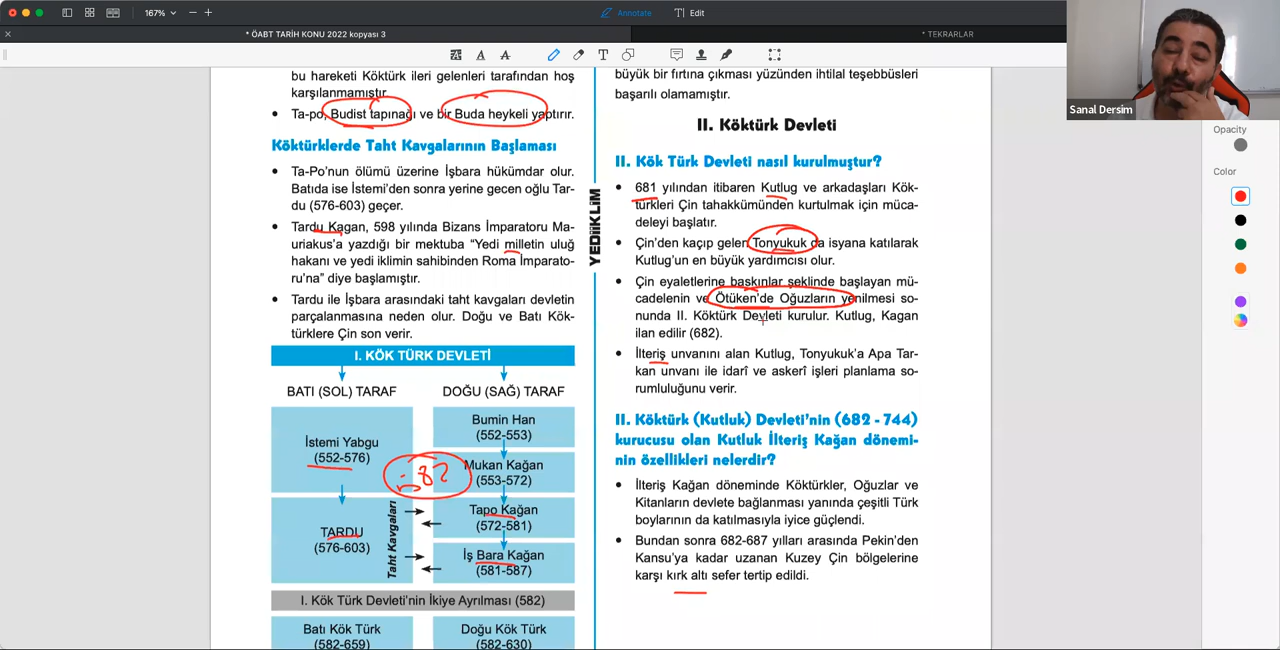 167%
Annotate
Edit
* ÖABT TARİH KONU 2022 kopyası 3
* TEKRARLAR
Sanal Dersim
Opacity
Color
bu hareketi Köktürk ileri gelenleri tarafından hoş
karşılanmamıştır.
• Ta-po, Budist tapınağı ve bir Buda heykeli yaptırır.
Köktürklerde Taht Kavgalarının Başlaması
• Ta-Po’nun ölümü üzerine İşbara hükümdar olur.
Batıda ise İstemi’den sonra yerine gecen oğlu Tar-
du (576-603) geçer.
• Tardu Kagan, 598 yılında Bizans İmparatoru Ma-
uriakus’a yazdığı bir mektuba “Yedi milletin uluğ
hakanı ve yedi iklimin sahibinden Roma İmparato-
ru’na” diye başlamıştır.
• Tardu ile İşbara arasındaki taht kavgaları devletin
parçalanmasına neden olur. Doğu ve Batı Kök-
türklere Çin son verir.
I. KÖK TÜRK DEVLETİ
BATI (SOL) TARAF
DOĞU (SAĞ) TARAF
İstemi Yabgu
(552-576)
TARDU
(576-603)
582
Taht Kavgaları
Bumin Han
(552-553)
Mukan Kağan
(553-572)
Tapo Kağan
(572-581)
İş Bara Kağan
(581-587)
I. Kök Türk Devleti’nin İkiye Ayrılması (582)
Batı Kök Türk
(582-659)
Doğu Kök Türk
(582-630)
YEDİİKLİM
büyük bir fırtına çıkması yüzünden ihtilal teşebbüsleri
başarılı olamamıştır.
II. Köktürk Devleti
II. Kök Türk Devleti nasıl kurulmuştur?
• 681 yılından itibaren Kutlug ve arkadaşları Kök-
türkleri Çin tahakkümünden kurtulmak için müca-
deleyi başlatır.
• Çin’den kaçıp gelen Tonyukuk da isyana katılarak
Kutlug’un en büyük yardımcısı olur.
• Çin eyaletlerine baskınlar şeklinde başlayan mü-
cadelenin ve Ötüken’de Oğuzların yenilmesi so-
nunda II. Köktürk Devleti kurulur. Kutlug, Kagan
ilan edilir (682).
• İlteriş unvanını alan Kutlug, Tonyukuk’a Apa Tar-
kan unvanı ile idarî ve askerî işleri planlama so-
rumluluğunu verir.
II. Köktürk (Kutluk) Devleti’nin (682 - 744)
kurucusu olan Kutluk İlteriş Kağan dönemi-
nin özellikleri nelerdir?
• İlteriş Kağan döneminde Köktürkler, Oğuzlar ve
Kitanların devlete bağlanması yanında çeşitli Türk
boylarının da katılmasıyla iyice güçlendi.
• Bundan sonra 682-687 yılları arasında Pekin’den
Kansu’ya kadar uzanan Kuzey Çin bölgelerine
karşı kırk altı sefer tertip edildi.